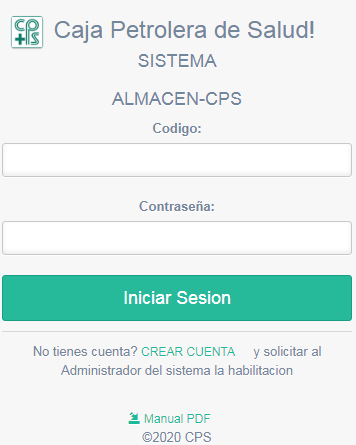 CPS
Caja Petrolera de Salud!
SISTEMA
ALMACEN-CPS
Codigo:
Contraseña:
Iniciar Sesion
No tienes cuenta? CREAR CUENTA y solicitar al
Administrador del sistema la habilitacion
Manual PDF
©2020 CPS